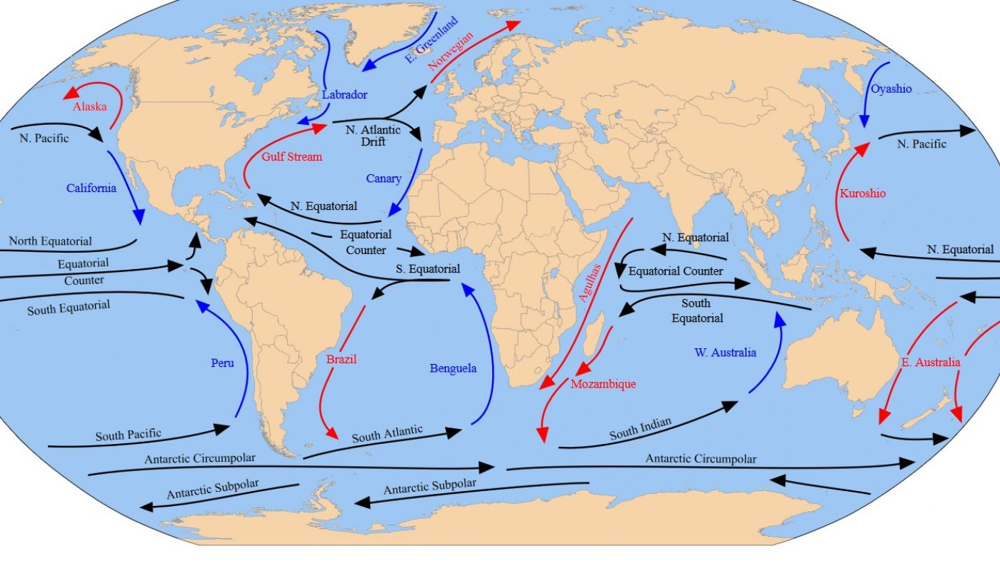 E. Greenland
Norwegian
Labrador
Oyashio
Alaska
N. Pacific
N. Atlantic
Drift
N. Pacific
Gulf Stream
California
Canary
Kuroshio
N. Equatorial
North Equatorial
Equatorial
Counter
N. Equatorial
N. Equatorial
Equatorial
Counter
S. Equatorial
Equatorial Counter
Agulhas
South Equatorial
South
Equatorial
Peru
Brazil
Benguela
W. Australia
E. Australia
Mozambique
South Pacific
South Atlantic
South Indian
Antarctic Circumpolar
Antarctic Circumpolar
Antarctic Subpolar
Antarctic Subpolar